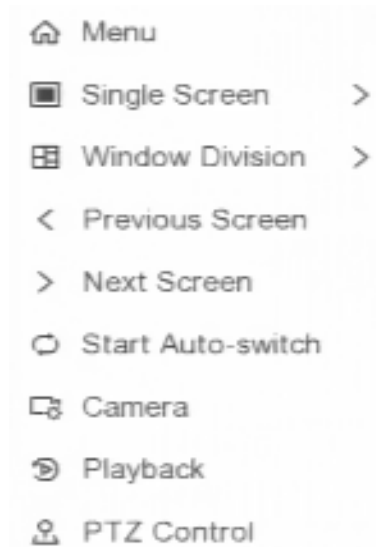 Menu
Single Screen
Window Division
Previous Screen
Next Screen
Start Auto-switch
Camera
Playback
PTZ Control